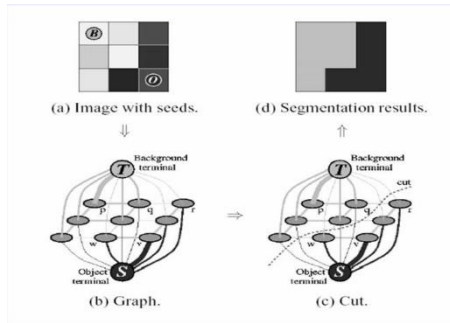 B
O
(a) Image with seeds.
(d) Segmentation results.
Background
terminal
T
p
q
r
w
v
Object
terminal
S
(b) Graph.
Background
terminal
T
cut
p
q
r
w
v
Object
terminal
S
(c) Cut.